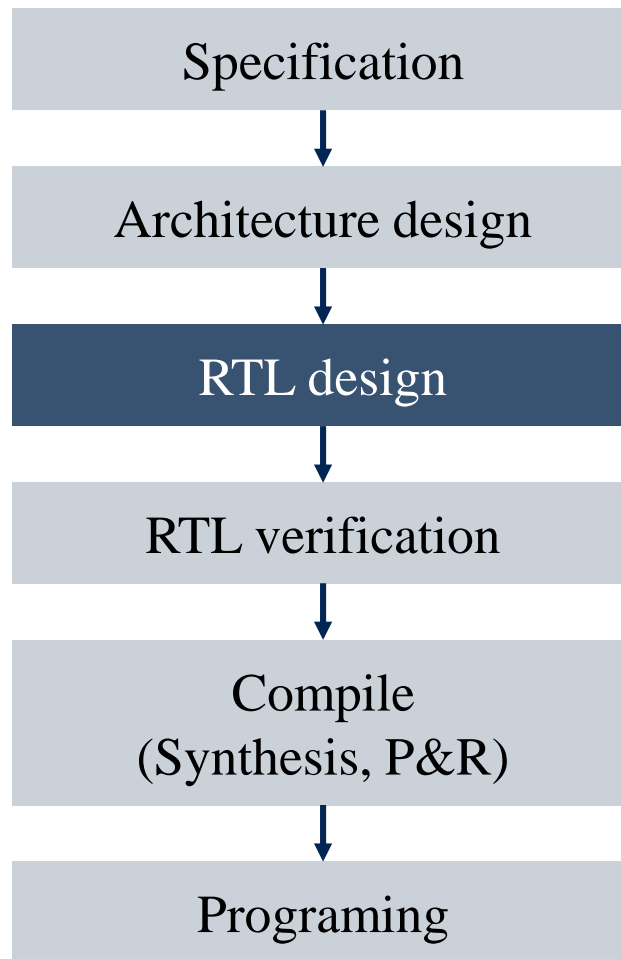 Specification
Architecture design
RTL design
RTL verification
Compile
(Synthesis, P&R)
Programing